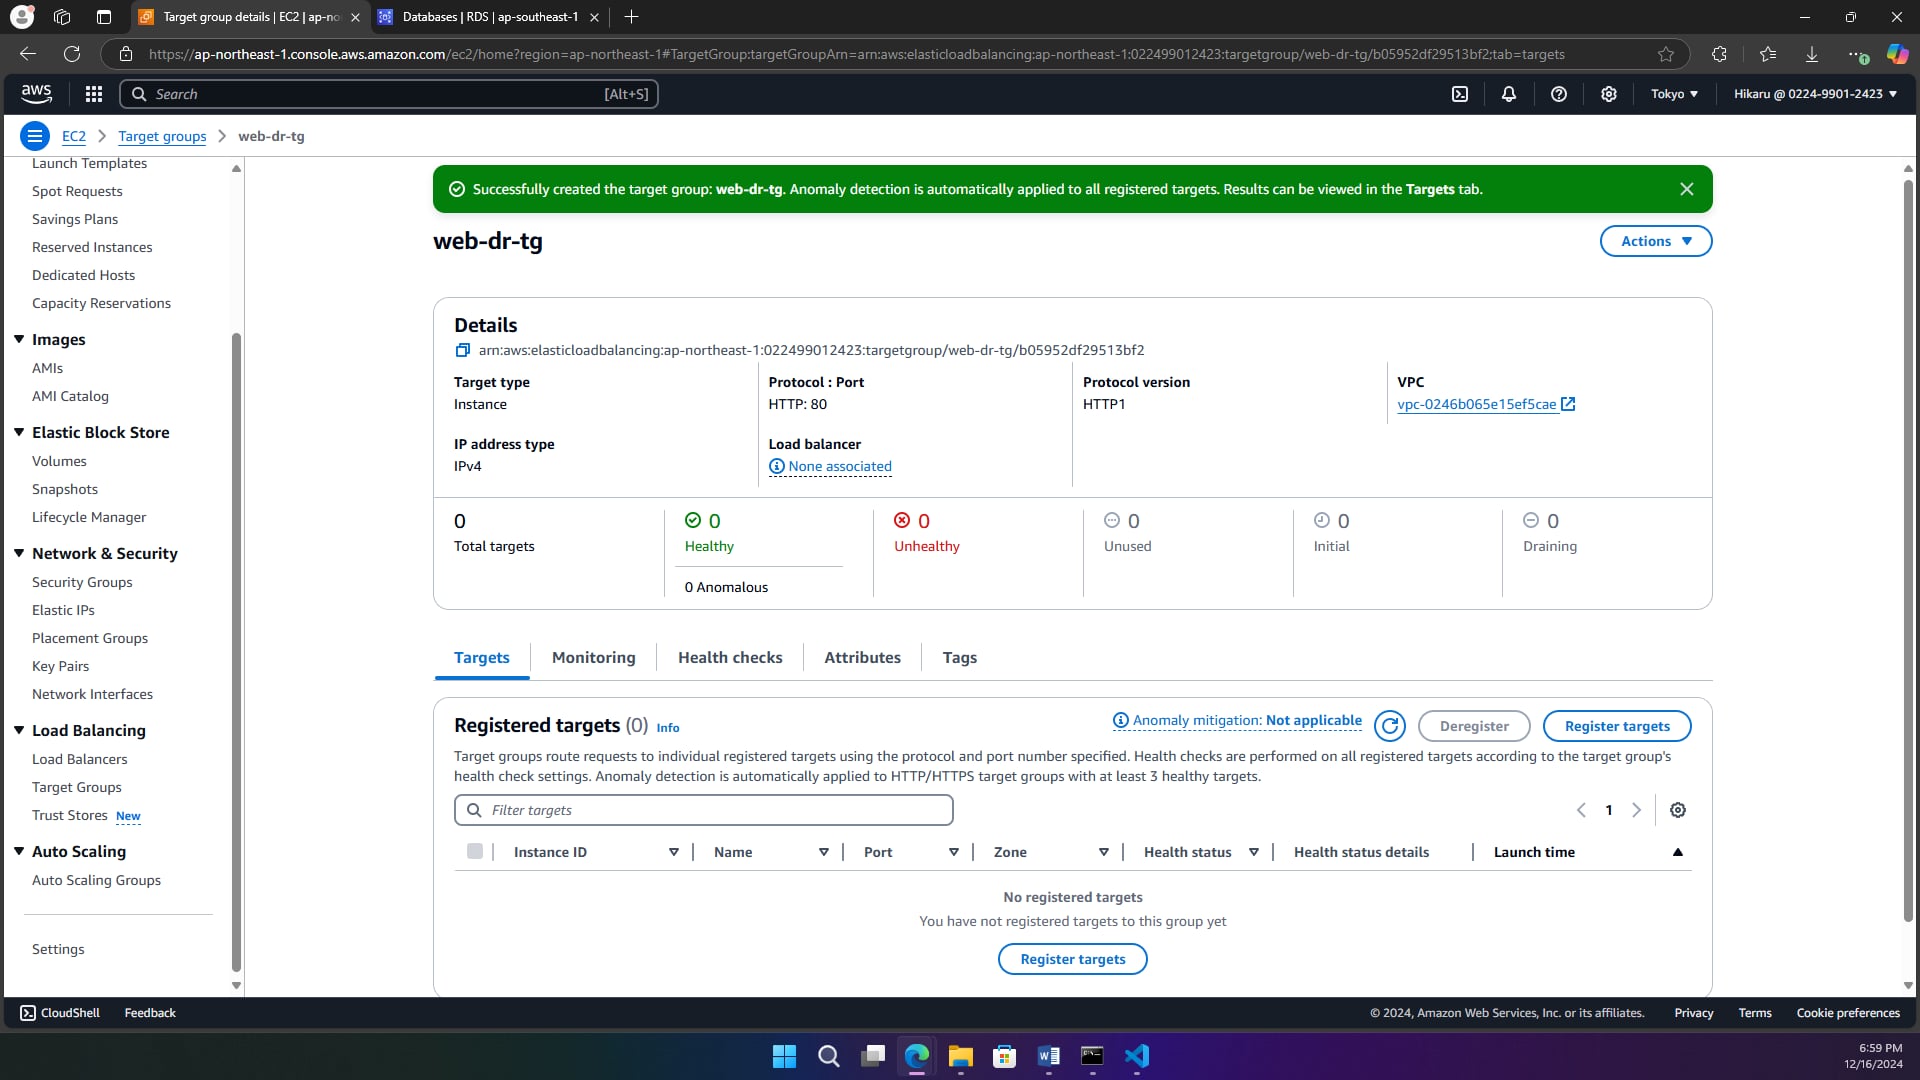 Target group details | EC2 | ap-no
Databases | RDS | ap-southeast-1
https://ap-northeast-1.console.aws.amazon.com/ec2/home?region=ap-northeast-1#TargetGroup:targetGroupArn=arn:aws:elasticloadbalancing:ap-northeast-1:022499012423:targetgroup/web-dr-tg/b05952df29513bf2;tab=targets
aws
Search
[Alt+S]
Tokyo
Hikaru @ 0224-9901-2423
EC2
Target groups
web-dr-tg
Launch Templates
Spot Requests
Savings Plans
Reserved Instances
Dedicated Hosts
Capacity Reservations
Images
AMIs
AMI Catalog
Elastic Block Store
Volumes
Snapshots
Lifecycle Manager
Network & Security
Security Groups
Elastic IPs
Placement Groups
Key Pairs
Network Interfaces
Load Balancing
Load Balancers
Target Groups
Trust Stores New
Auto Scaling
Auto Scaling Groups
Settings
Successfully created the target group: web-dr-tg. Anomaly detection is automatically applied to all registered targets. Results can be viewed in the Targets tab.
web-dr-tg
Actions
Details
arn:aws:elasticloadbalancing:ap-northeast-1:022499012423:targetgroup/web-dr-tg/b05952df29513bf2
Target type
Instance
Protocol : Port
HTTP: 80
Protocol version
HTTP1
VPC
vpc-0246b065e15ef5cae
IP address type
IPv4
Load balancer
None associated
0
Total targets
0
Healthy
0 Anomalous
0
Unhealthy
0
Unused
0
Initial
0
Draining
Targets
Monitoring
Health checks
Attributes
Tags
Registered targets (0) Info
Anomaly mitigation: Not applicable
Deregister
Register targets
Target groups route requests to individual registered targets using the protocol and port number specified. Health checks are performed on all registered targets according to the target group's
health check settings. Anomaly detection is automatically applied to HTTP/HTTPS target groups with at least 3 healthy targets.
Filter targets
1
Instance ID
Name
Port
Zone
Health status
Health status details
Launch time
No registered targets
You have not registered targets to this group yet
Register targets
CloudShell
Feedback
© 2024, Amazon Web Services, Inc. or its affiliates.
Privacy
Terms
Cookie preferences
6:59 PM
12/16/2024